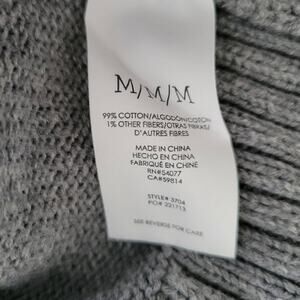 M/M/M
99% COTTON/ALGODON/COTON
1% OTHER FIBERS/OTRAS FIBRAS/
D'AUTRES FIBRES
MADE IN CHINA
HECHO EN CHINA
FABRIQUÉ EN CHINE
RN#54077
CA#59814
STYLE# 3704
PO# 221713
SEE REVERSE FOR CARE